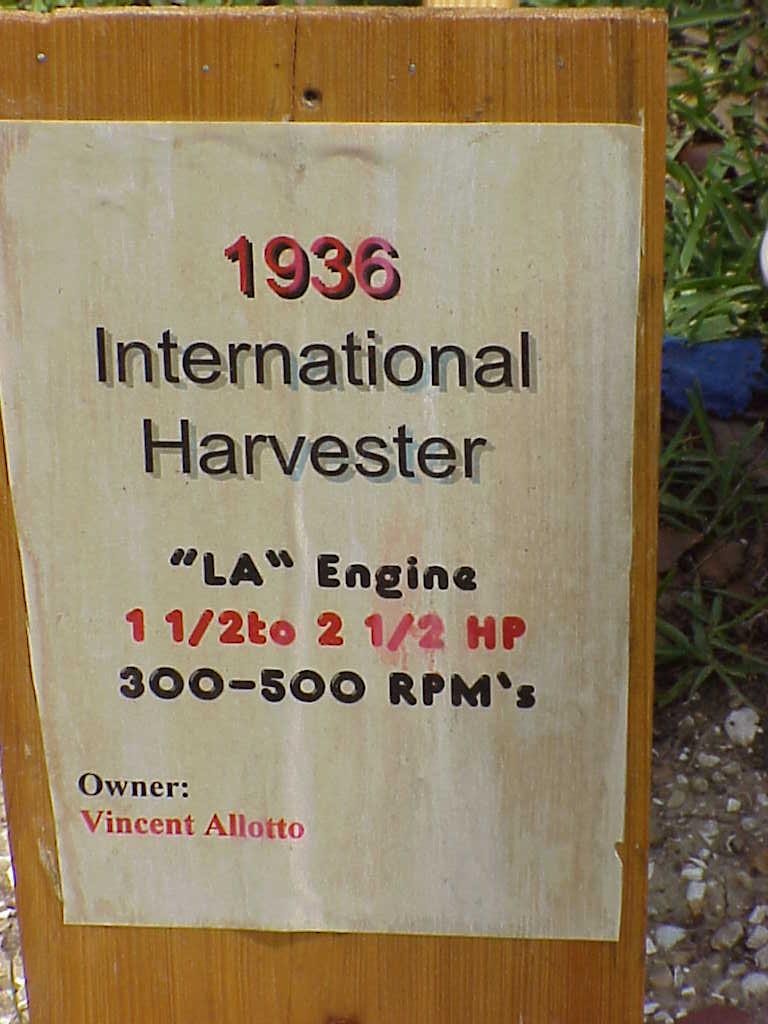 1936
International
Harvester
"LA" Engine
1 1/2to 2 1/2 HP
300-500 RPM's
Owner:
Vincent Allotto